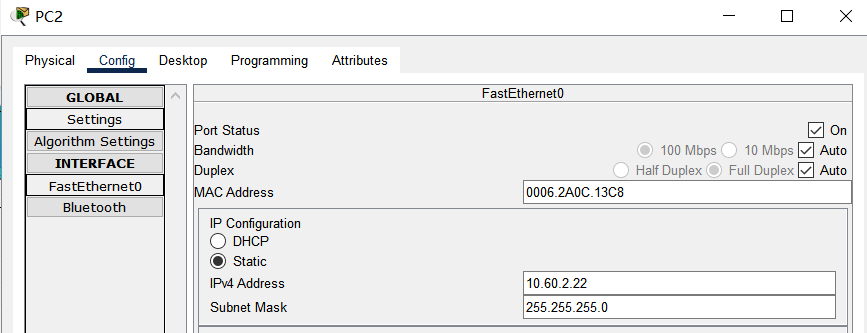 PC2
Physical Config Desktop Programming Attributes
GLOBAL
Settings
Algorithm Settings
INTERFACE
FastEthernet0
Bluetooth
FastEthernet0
Port Status On
Bandwidth 100 Mbps 10 Mbps Auto
Duplex Half Duplex Full Duplex Auto
MAC Address 0006.2A0C.13C8
IP Configuration
DHCP
Static
IPv4 Address 10.60.2.22
Subnet Mask 255.255.255.0